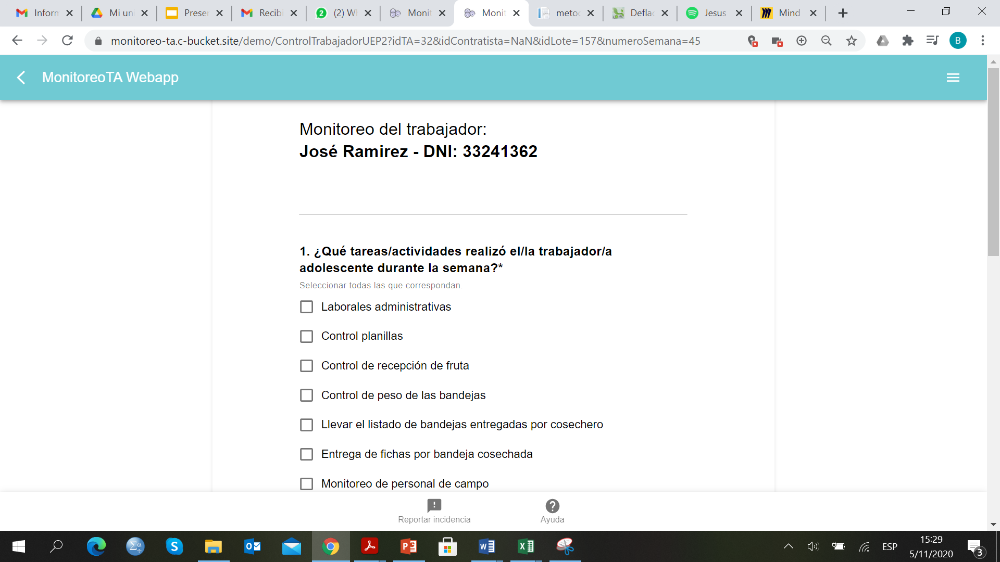 Inform
Mi uni
Preser
Recibi
(2) W
Monit
Monit
metoc
Deflac
Jesus
Mind
monitoreo-ta.c-bucket.site/demo/ControlTrabajadorUEP2?idTA=32&idContratista=NaN&idLote=157&numeroSemana=45
B
MonitoreoTA Webapp
Monitoreo del trabajador:
José Ramirez - DNI: 33241362
1. ¿Qué tareas/actividades realizó el/la trabajador/a
adolescente durante la semana?*
Seleccionar todas las que correspondan.
Laborales administrativas
Control planillas
Control de recepción de fruta
Control de peso de las bandejas
Llevar el listado de bandejas entregadas por cosechero
Entrega de fichas por bandeja cosechada
Monitoreo de personal de campo
Reportar incidencia
Ayuda
ESP
15:29
5/11/2020
3